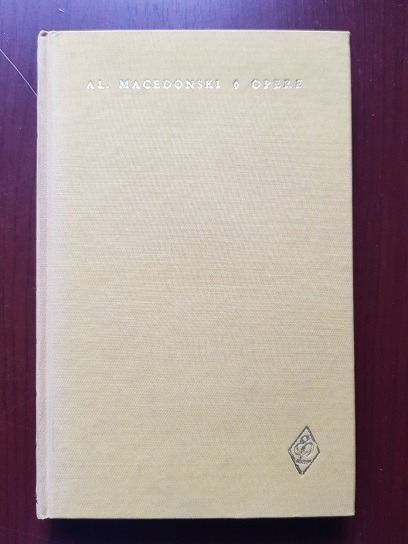 AL. MACEDONSKI ◊ OPERE